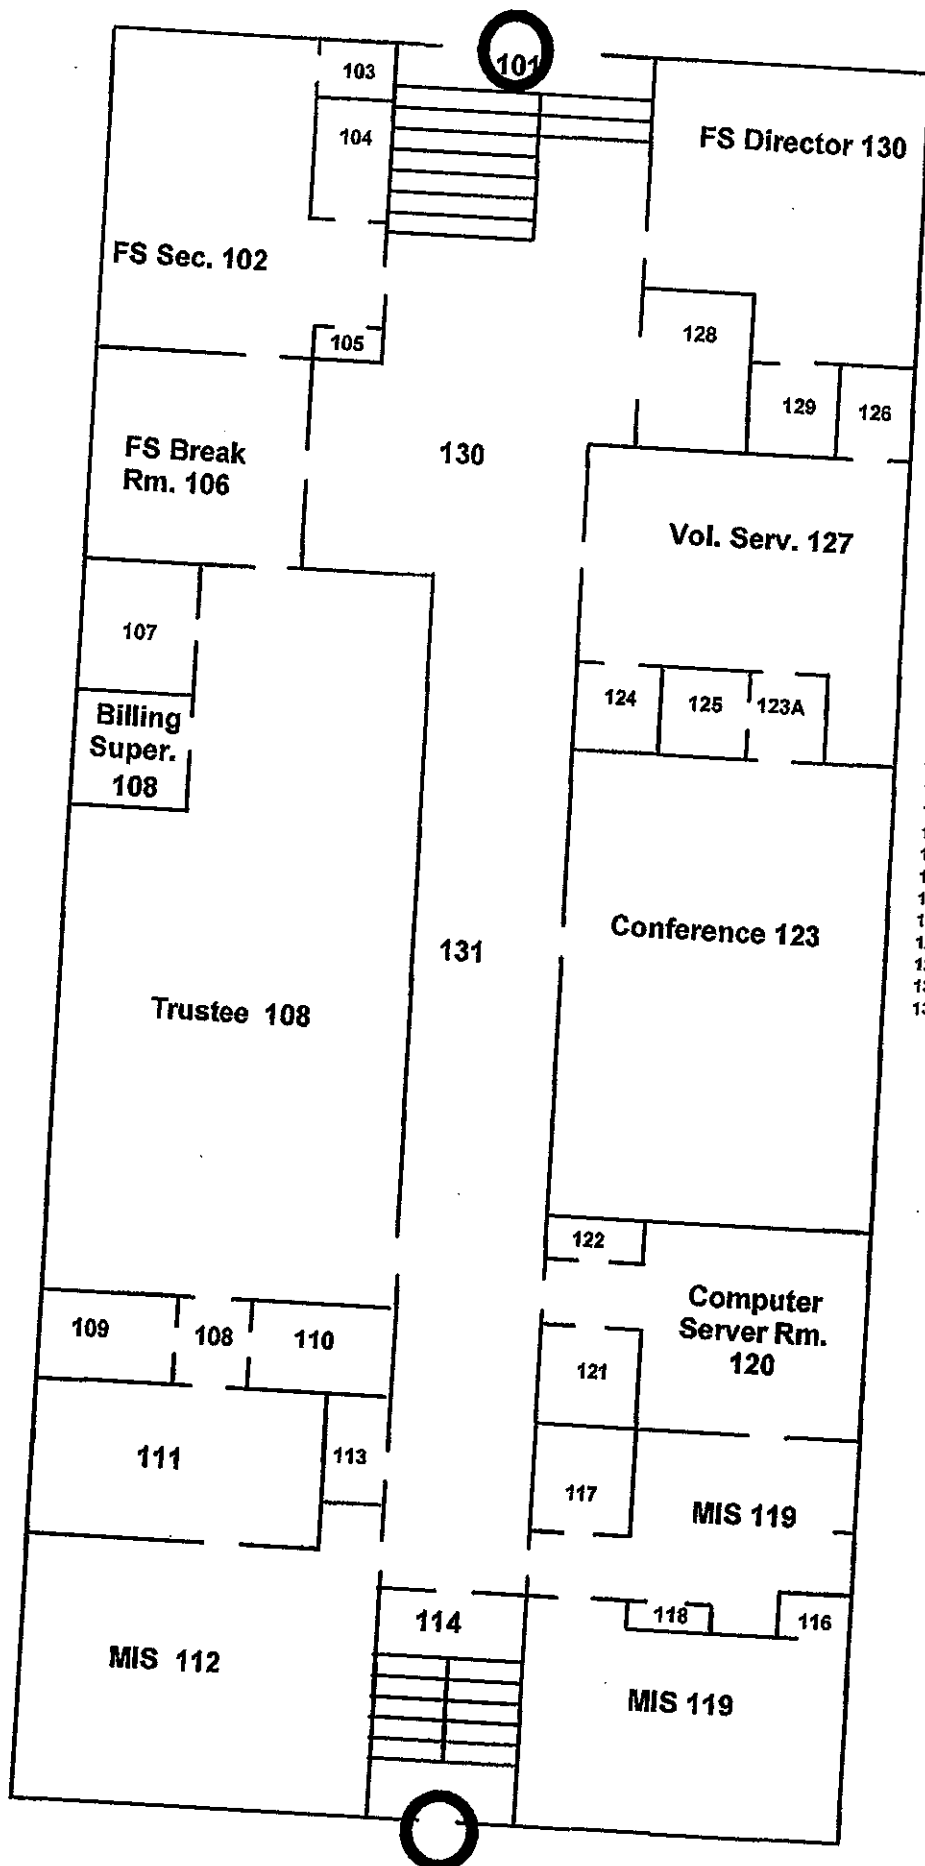 101
103
104
FS Director 130
FS Sec. 102
105
128
129
126
FS Break
Rm. 106
130
Vol. Serv. 127
107
124
125
123A
Billing
Super.
108
Conference 123
131
Trustee 108
122
Computer
Server Rm.
120
109
108
110
121
111
113
117
MIS 119
114
118
116
MIS 112
MIS 119